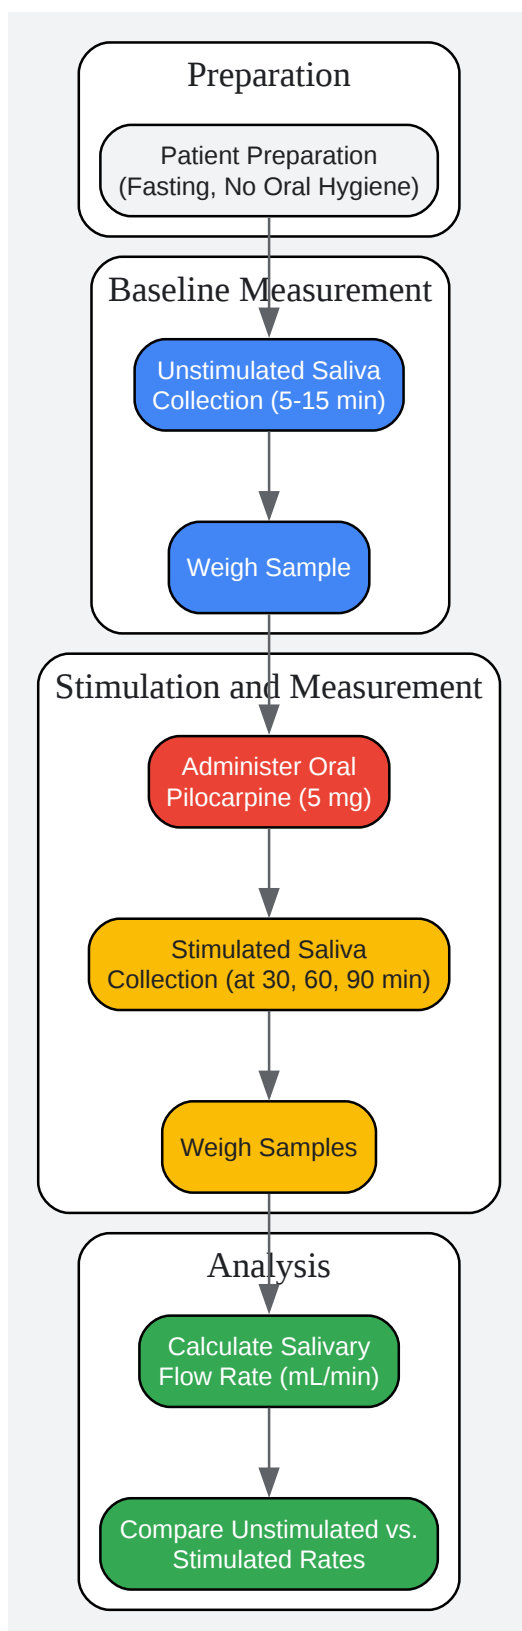 Preparation
Patient Preparation
(Fasting, No Oral Hygiene)
Baseline Measurement
Unstimulated Saliva
Collection (5-15 min)
Weigh Sample
Stimulation and Measurement
Administer Oral
Pilocarpine (5 mg)
Stimulated Saliva
Collection (at 30, 60, 90 min)
Weigh Samples
Analysis
Calculate Salivary
Flow Rate (mL/min)
Compare Unstimulated vs.
Stimulated Rates